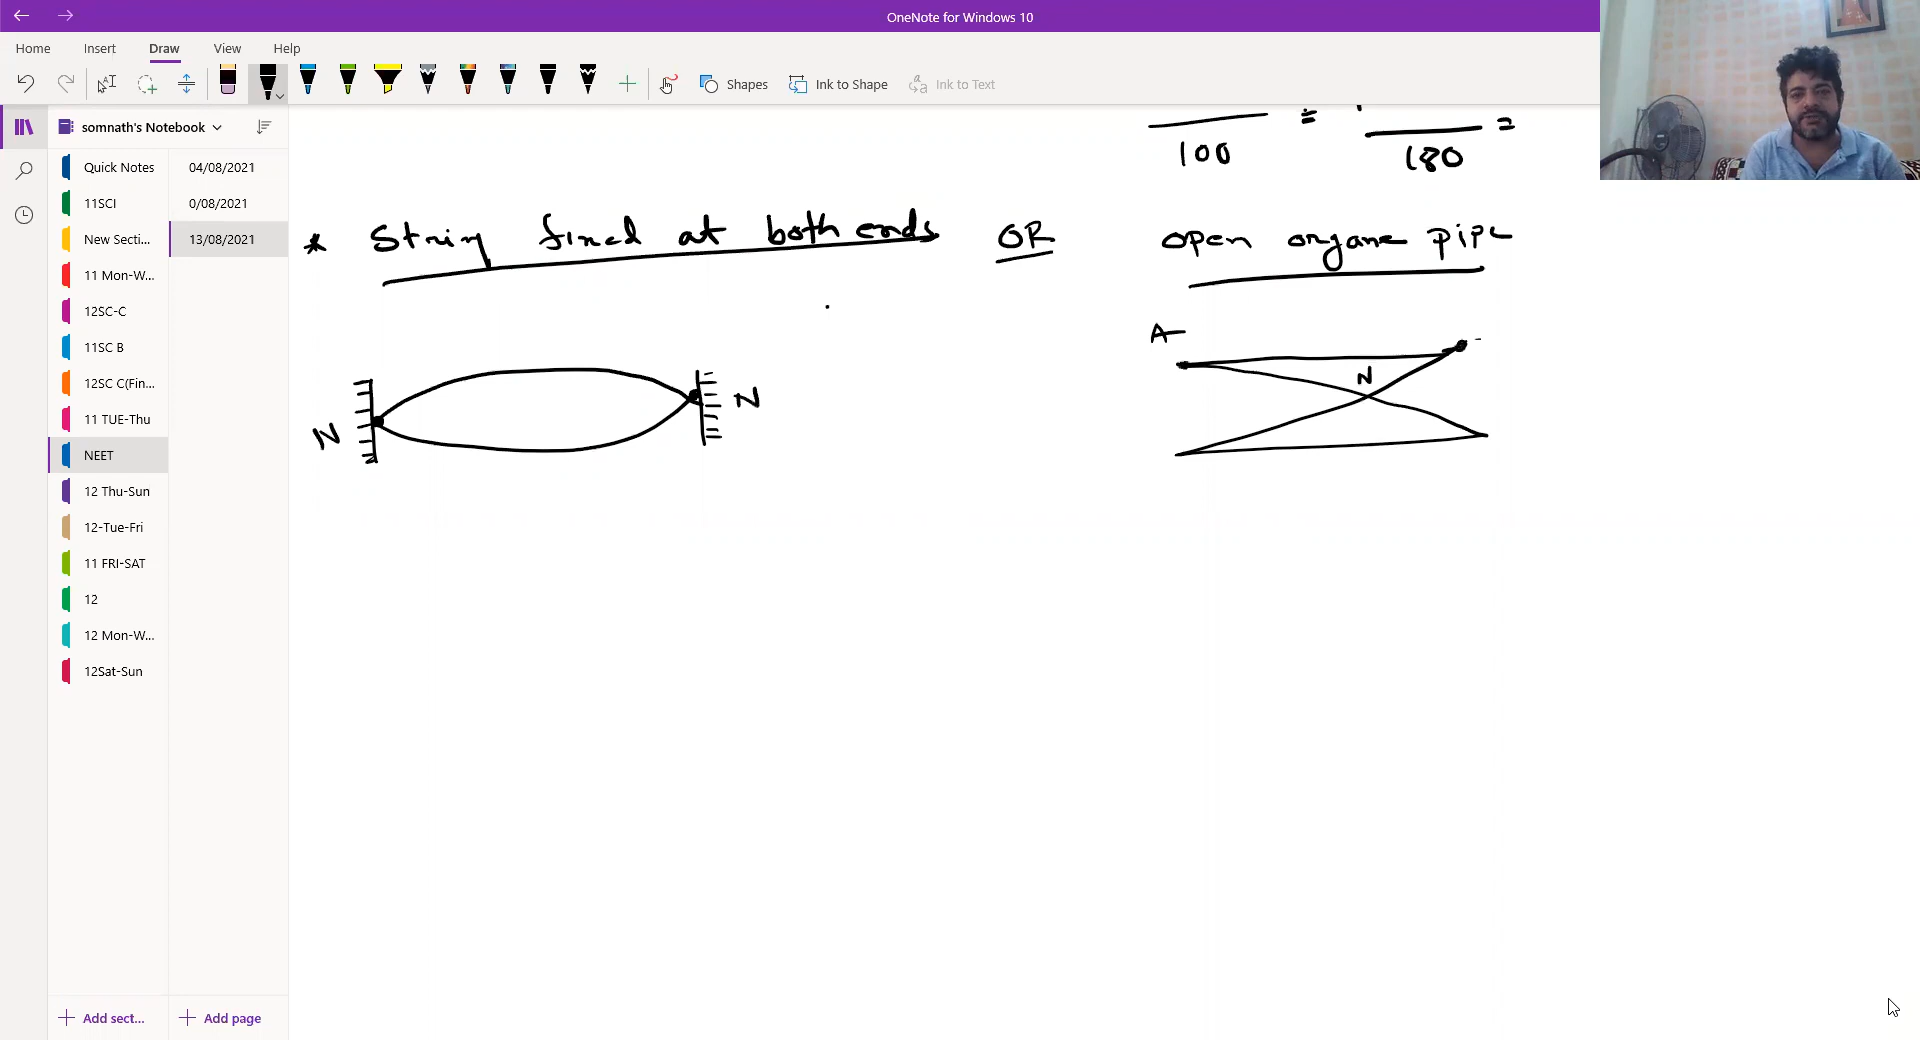 OneNote for Windows 10
Home Insert Draw View Help
Shapes Ink to Shape Ink to Text
somnath's Notebook
Quick Notes 04/08/2021
11SCI 0/08/2021
New Secti... 13/08/2021
11 Mon-W...
12SC-C
11SC B
12SC C(Fin...
11 TUE-Thu
NEET
12 Thu-Sun
12-Tue-Fri
11 FRI-SAT
12
12 Mon-W...
12Sat-Sun
Add sect... Add page
= =
100 180
* String fixed at both ends OR open organe pipe
A
N
N N